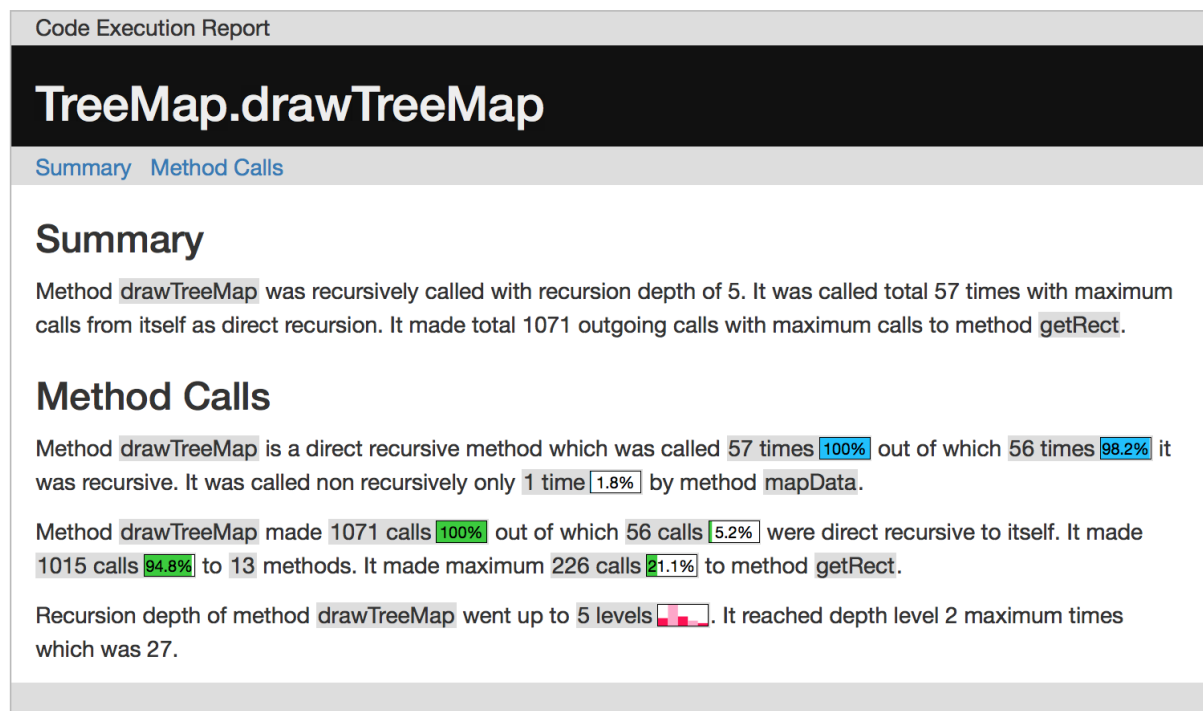 Code Execution Report
TreeMap.drawTreeMap
Summary Method Calls
Summary
Method drawTreeMap was recursively called with recursion depth of 5. It was called total 57 times with maximum
calls from itself as direct recursion. It made total 1071 outgoing calls with maximum calls to method getRect.
Method Calls
Method drawTreeMap is a direct recursive method which was called 57 times 100% out of which 56 times 98.2% it
was recursive. It was called non recursively only 1 time 1.8% by method mapData.
Method drawTreeMap made 1071 calls 100% out of which 56 calls 5.2% were direct recursive to itself. It made
1015 calls 94.8% to 13 methods. It made maximum 226 calls 21.1% to method getRect.
Recursion depth of method drawTreeMap went up to 5 levels. It reached depth level 2 maximum times
which was 27.